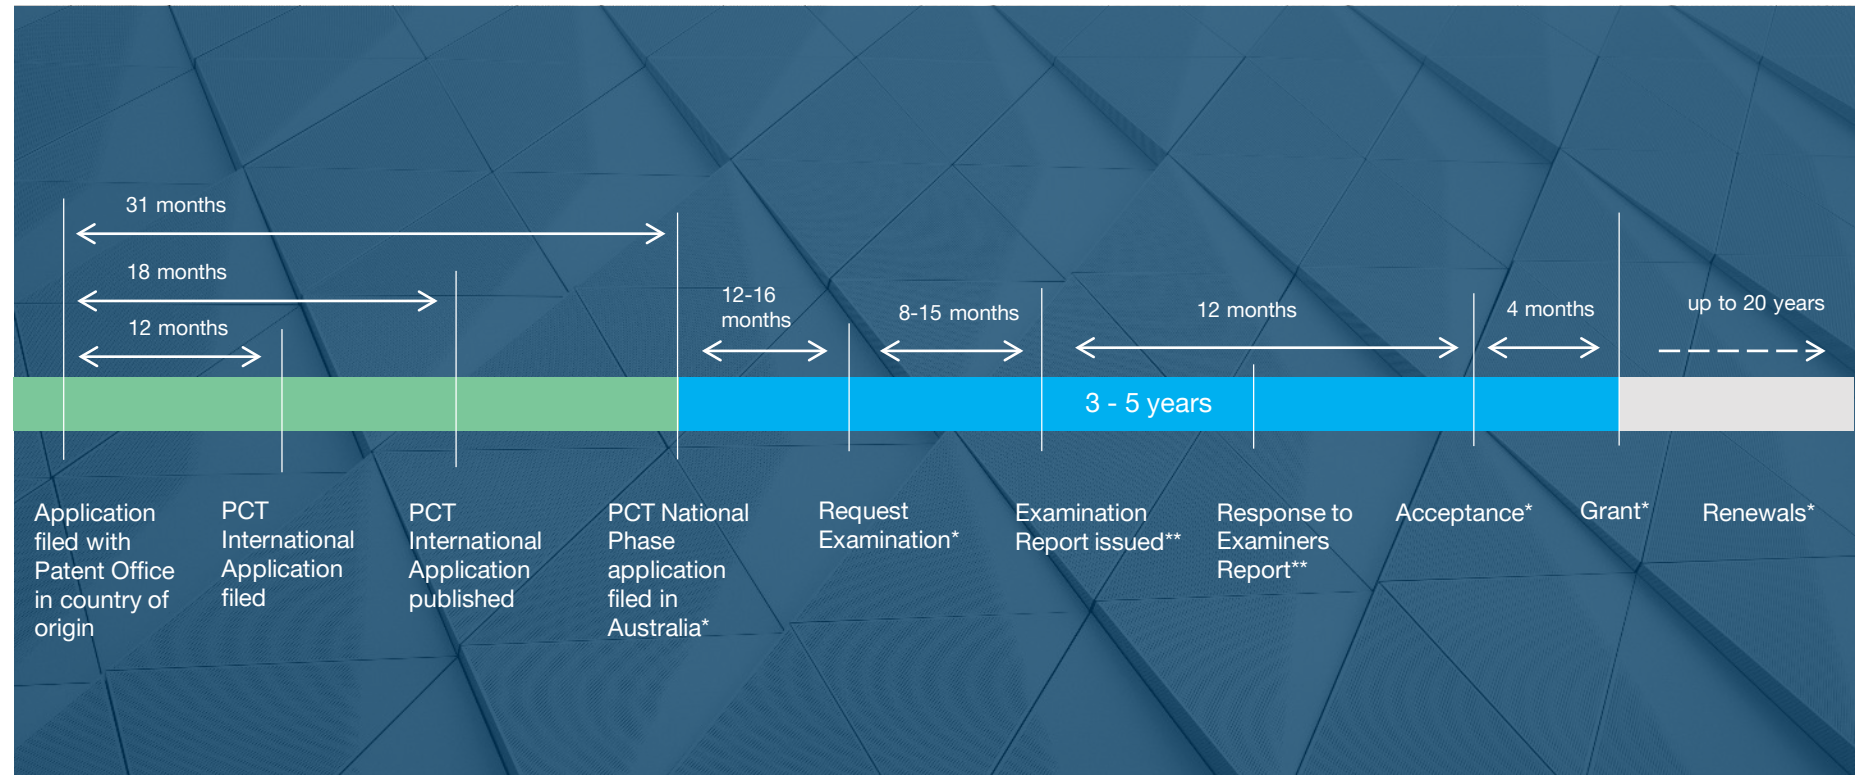 31 months
18 months
12 months
12-16
months
8-15 months
12 months
4 months
up to 20 years
3 - 5 years
Application
filed with
Patent Office
in country of
origin
PCT
International
Application
filed
PCT
International
Application
published
PCT National
Phase
application
filed in
Australia*
Request
Examination*
Examination
Report issued**
Response to
Examiners
Report**
Acceptance*
Grant*
Renewals*